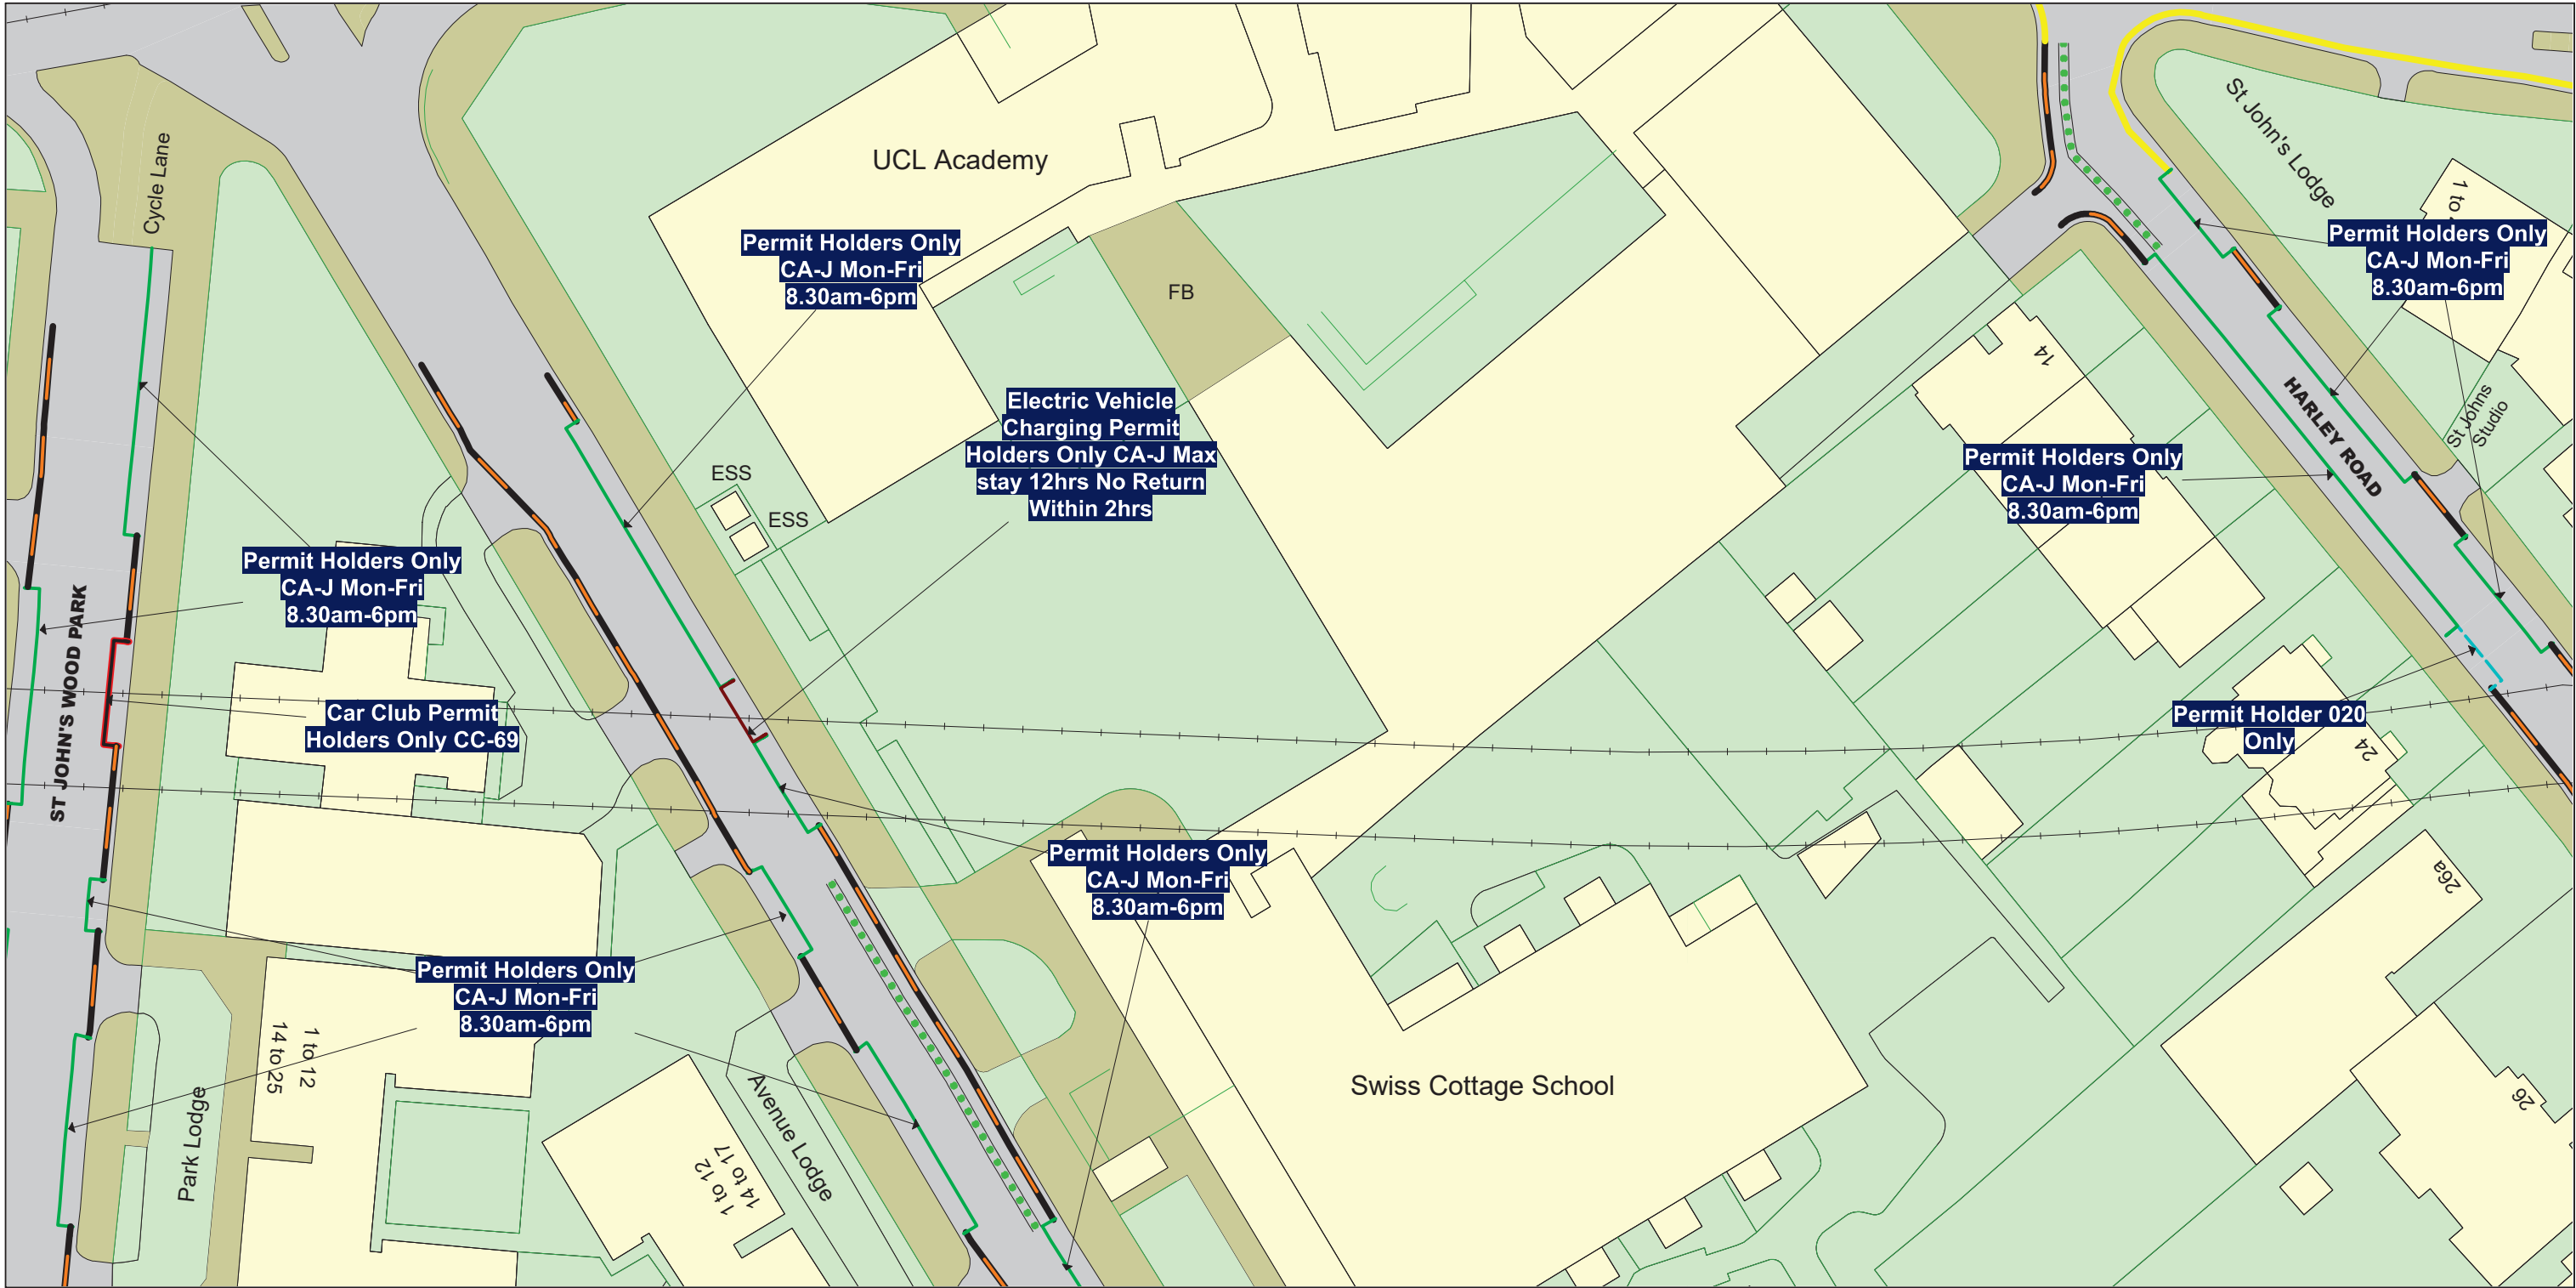 Cycle Lane
UCL Academy
St John's Lodge
1 to
Permit Holders Only
CA-J Mon-Fri
8.30am-6pm
Permit Holders Only
CA-J Mon-Fri
8.30am-6pm
FB
14
Electric Vehicle
Charging Permit
Holders Only CA-J Max
stay 12hrs No Return
Within 2hrs
HARLEY ROAD
St Johns
Studio
ESS
ESS
Permit Holders Only
CA-J Mon-Fri
8.30am-6pm
Permit Holders Only
CA-J Mon-Fri
8.30am-6pm
ST JOHN'S WOOD PARK
Car Club Permit
Holders Only CC-69
Permit Holder 020
Only
24
Permit Holders Only
CA-J Mon-Fri
8.30am-6pm
26a
Permit Holders Only
CA-J Mon-Fri
8.30am-6pm
1 to 12
14 to 25
Park Lodge
Avenue Lodge
1 to 12
14 to 17
Swiss Cottage School
26